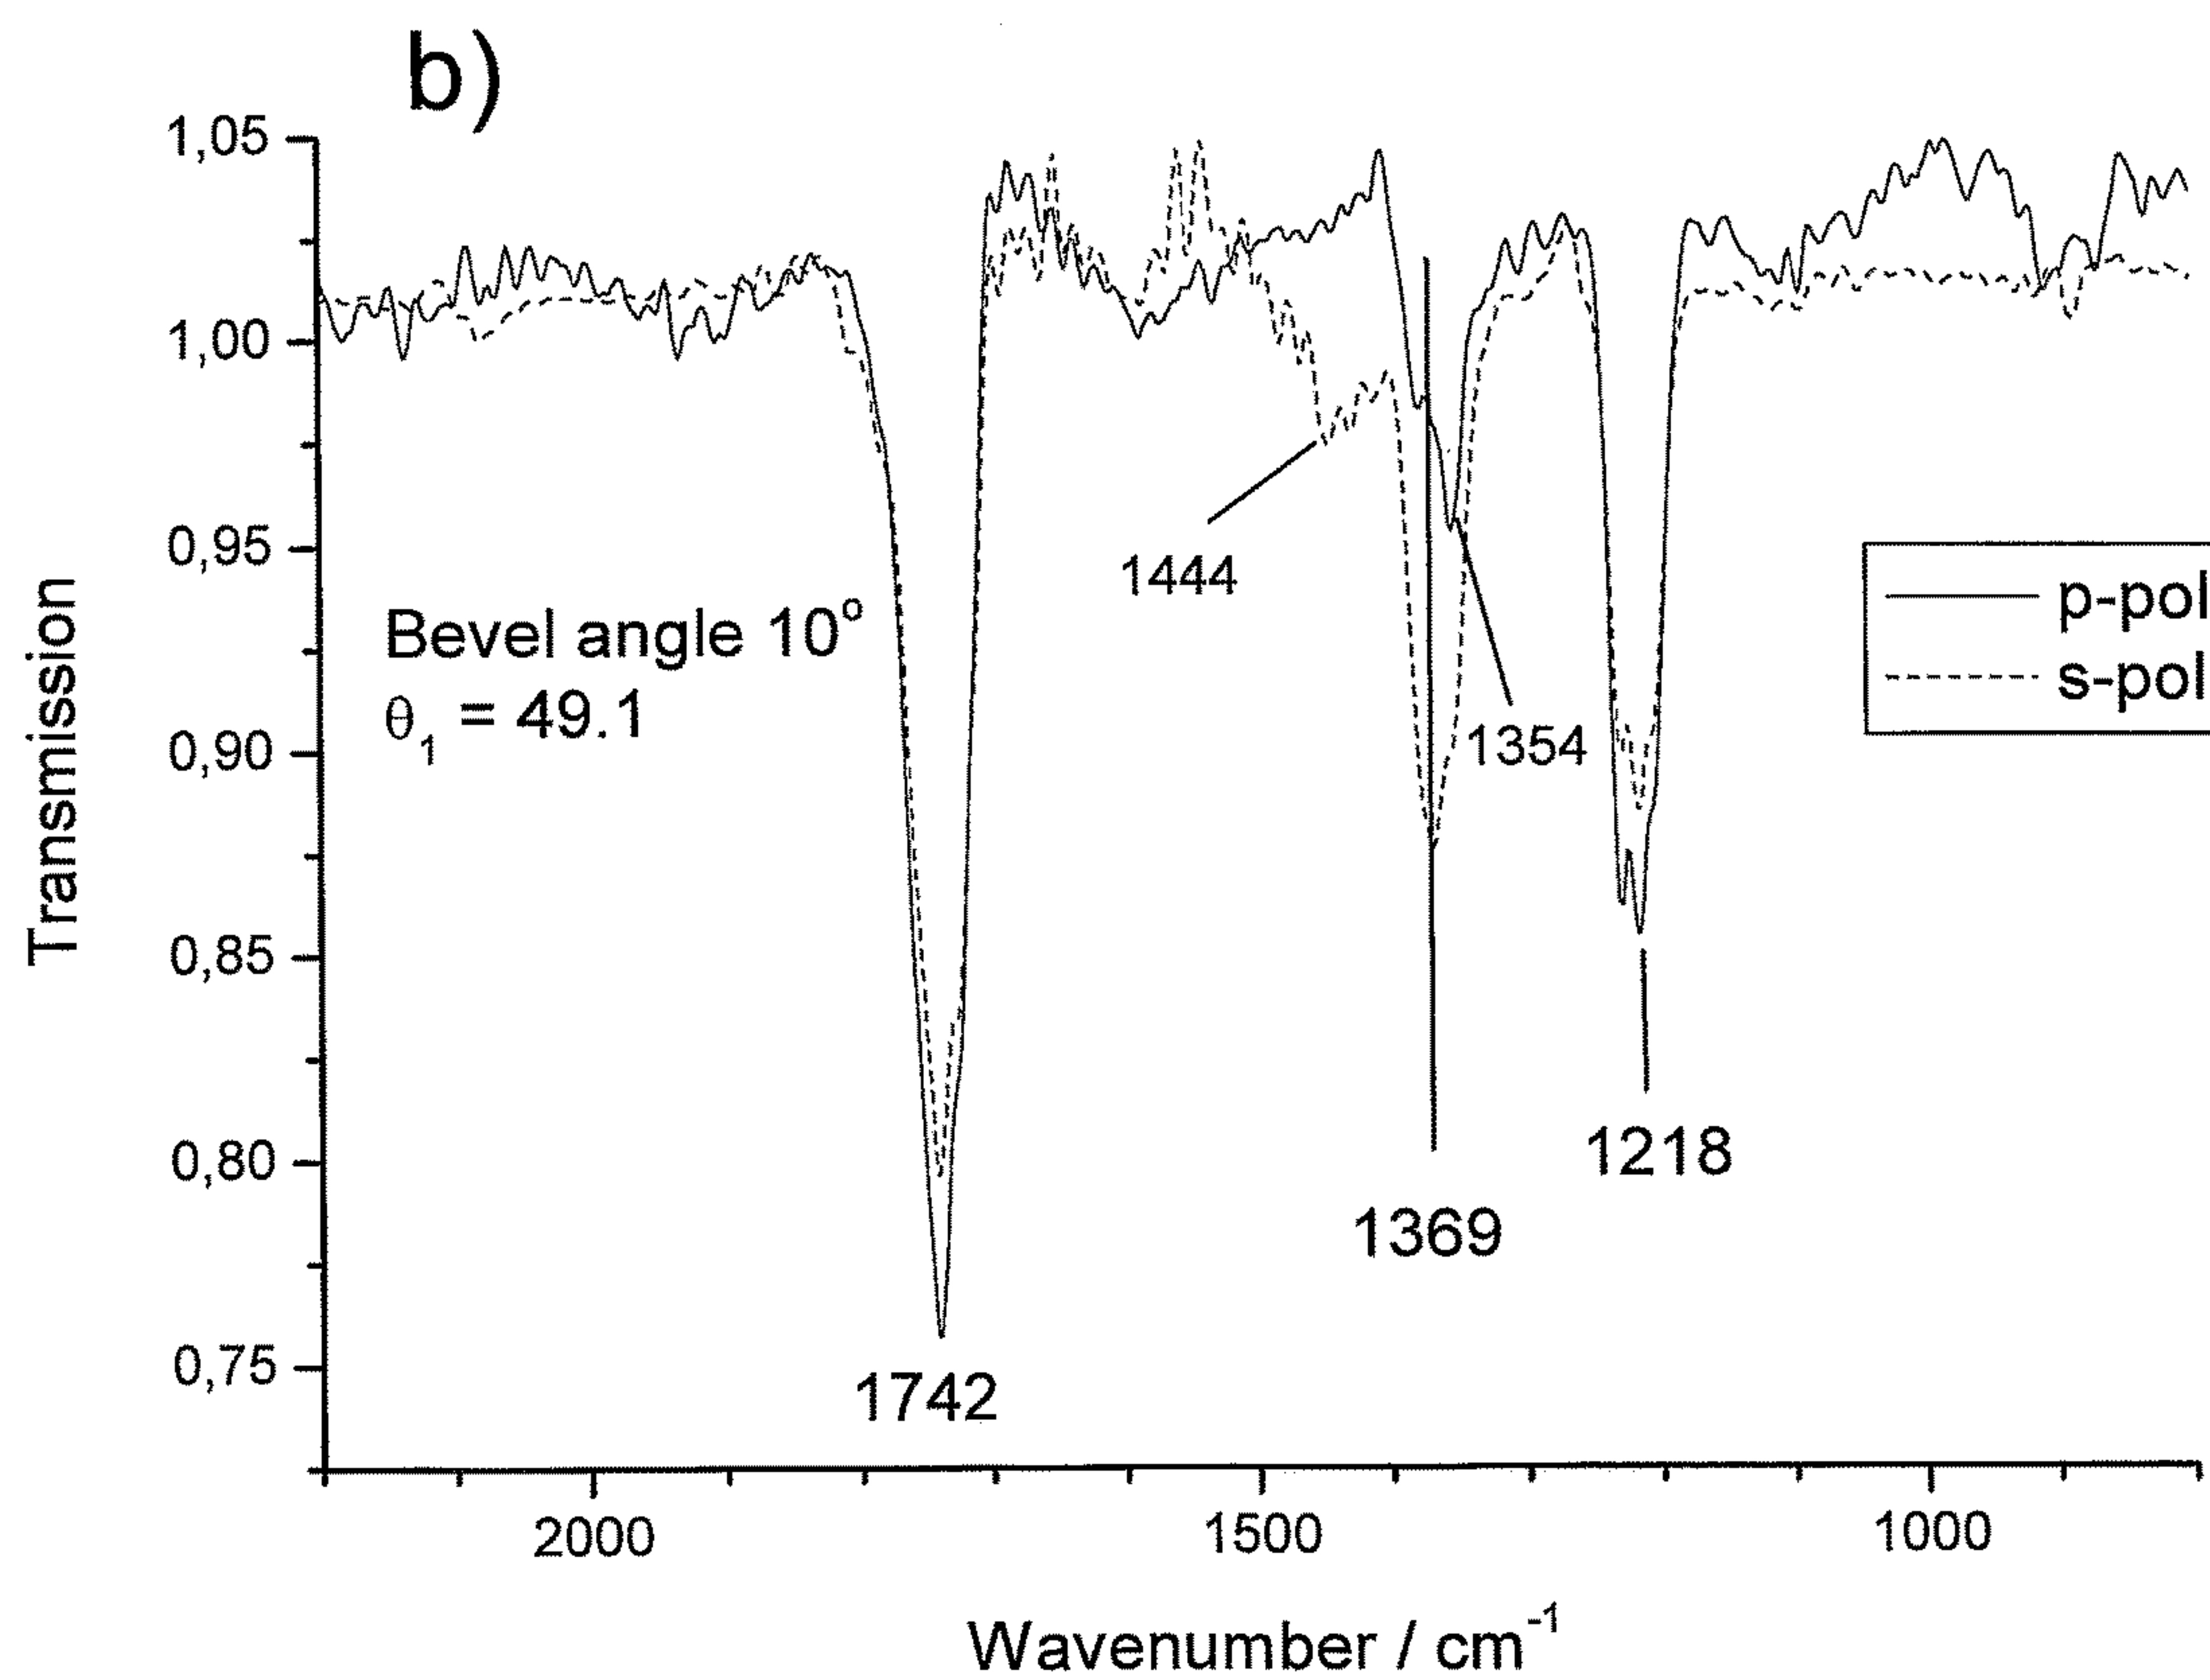 b)
1,05
1,00
0,95
0,90
0,85
0,80
0,75
Transmission
Bevel angle 10°
θ₁ = 49.1
1444
1354
p-pol
s-pol
1218
1369
1742
2000
1500
1000
Wavenumber / cm⁻¹